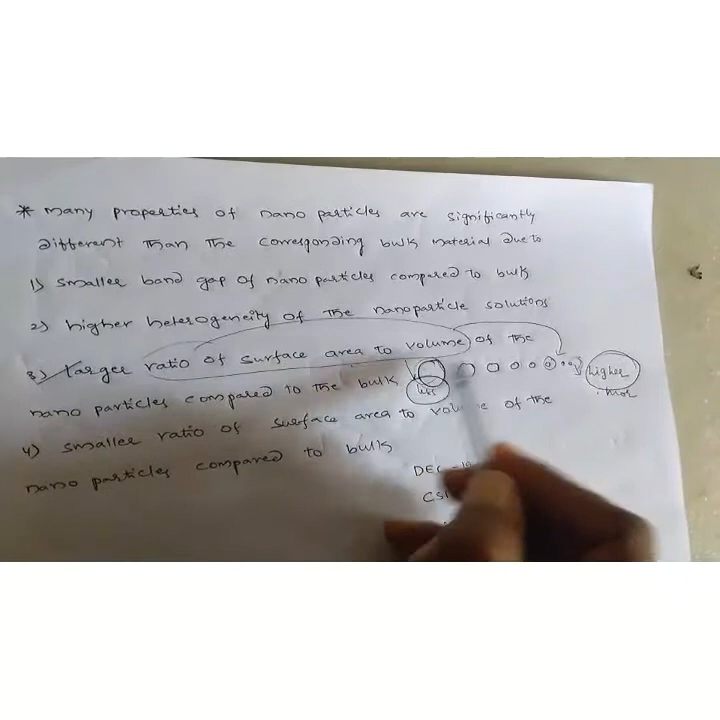 * many properties of nano particles are significantly
different than the corresponding bulk material due to
1) smaller band gap of nano particles compared to bulk
2) higher heterogeneity of the nanoparticle solutions
3) larger ratio of surface area to volume of the
nano particles compared to the bulk
less
higher
4) smaller ratio of surface area to of the
nano particles compared to bulk
DEC